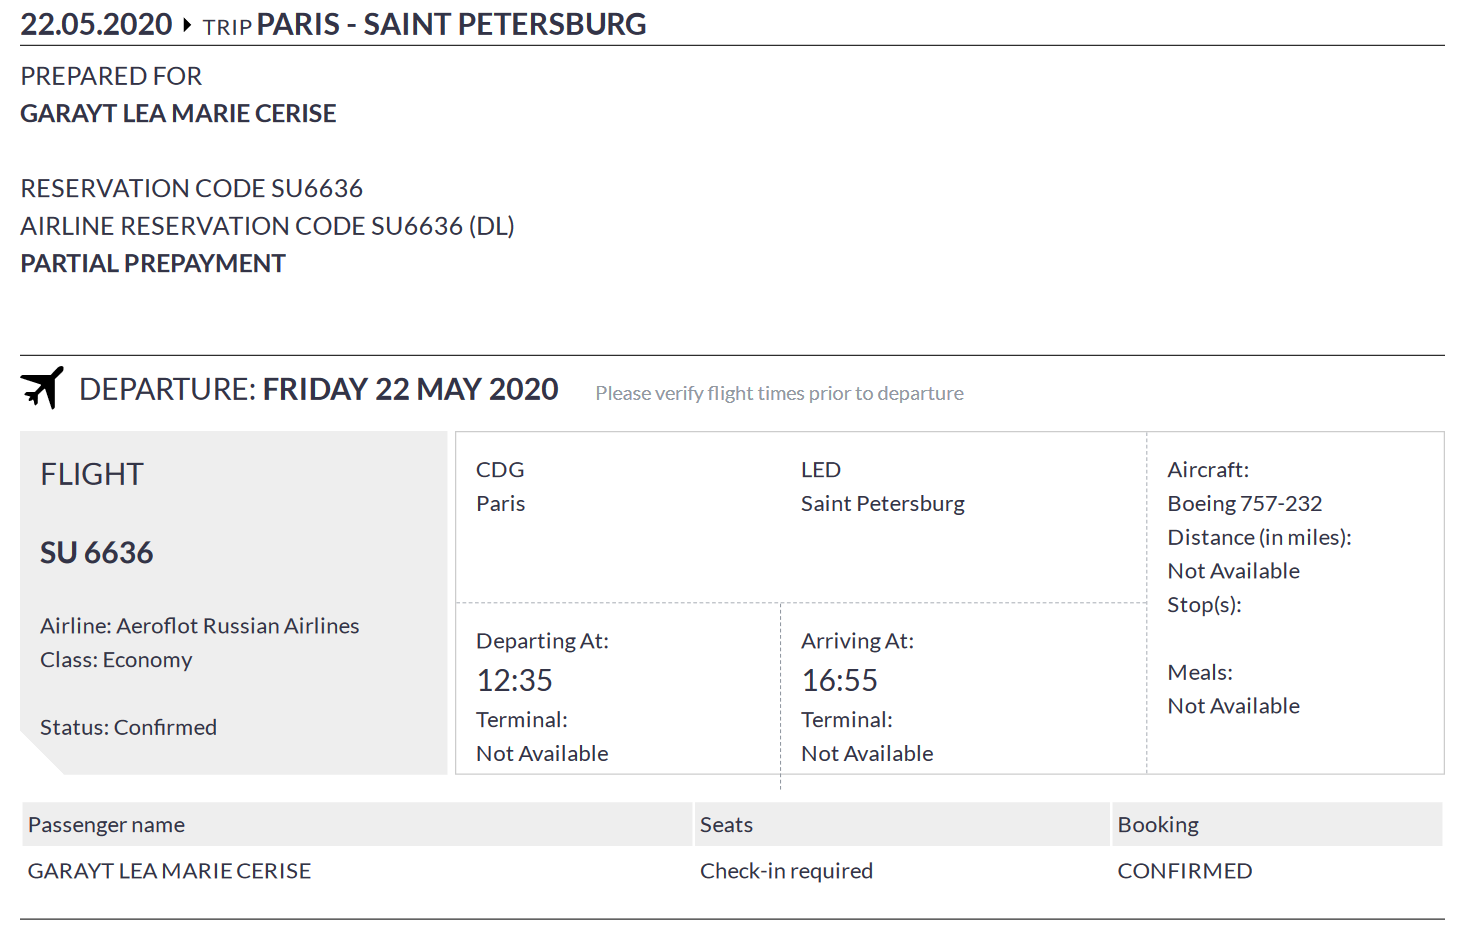 22.05.2020 TRIP PARIS - SAINT PETERSBURG
PREPARED FOR
GARAYT LEA MARIE CERISE
RESERVATION CODE SU6636
AIRLINE RESERVATION CODE SU6636 (DL)
PARTIAL PREPAYMENT
DEPARTURE: FRIDAY 22 MAY 2020 Please verify flight times prior to departure
FLIGHT
SU 6636
Airline: Aeroflot Russian Airlines
Class: Economy
Status: Confirmed
CDG
Paris
LED
Saint Petersburg
Departing At:
12:35
Terminal:
Not Available
Arriving At:
16:55
Terminal:
Not Available
Aircraft:
Boeing 757-232
Distance (in miles):
Not Available
Stop(s):
Meals:
Not Available
Passenger name Seats Booking
GARAYT LEA MARIE CERISE Check-in required CONFIRMED